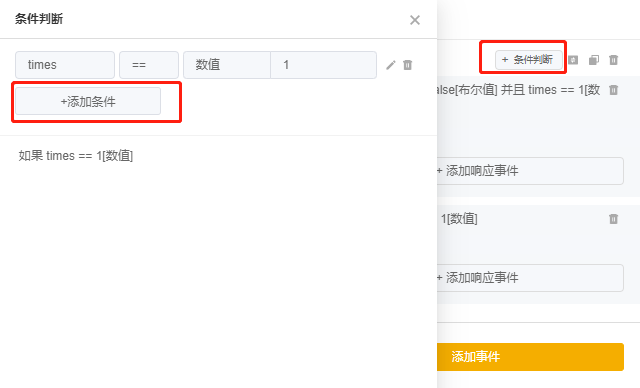 条件判断
times == 数值 1
+添加条件
如果 times == 1[数值]
+ 条件判断
alse[布尔值] 并且 times == 1[数
+ 添加响应事件
1[数值]
+ 添加响应事件
添加事件